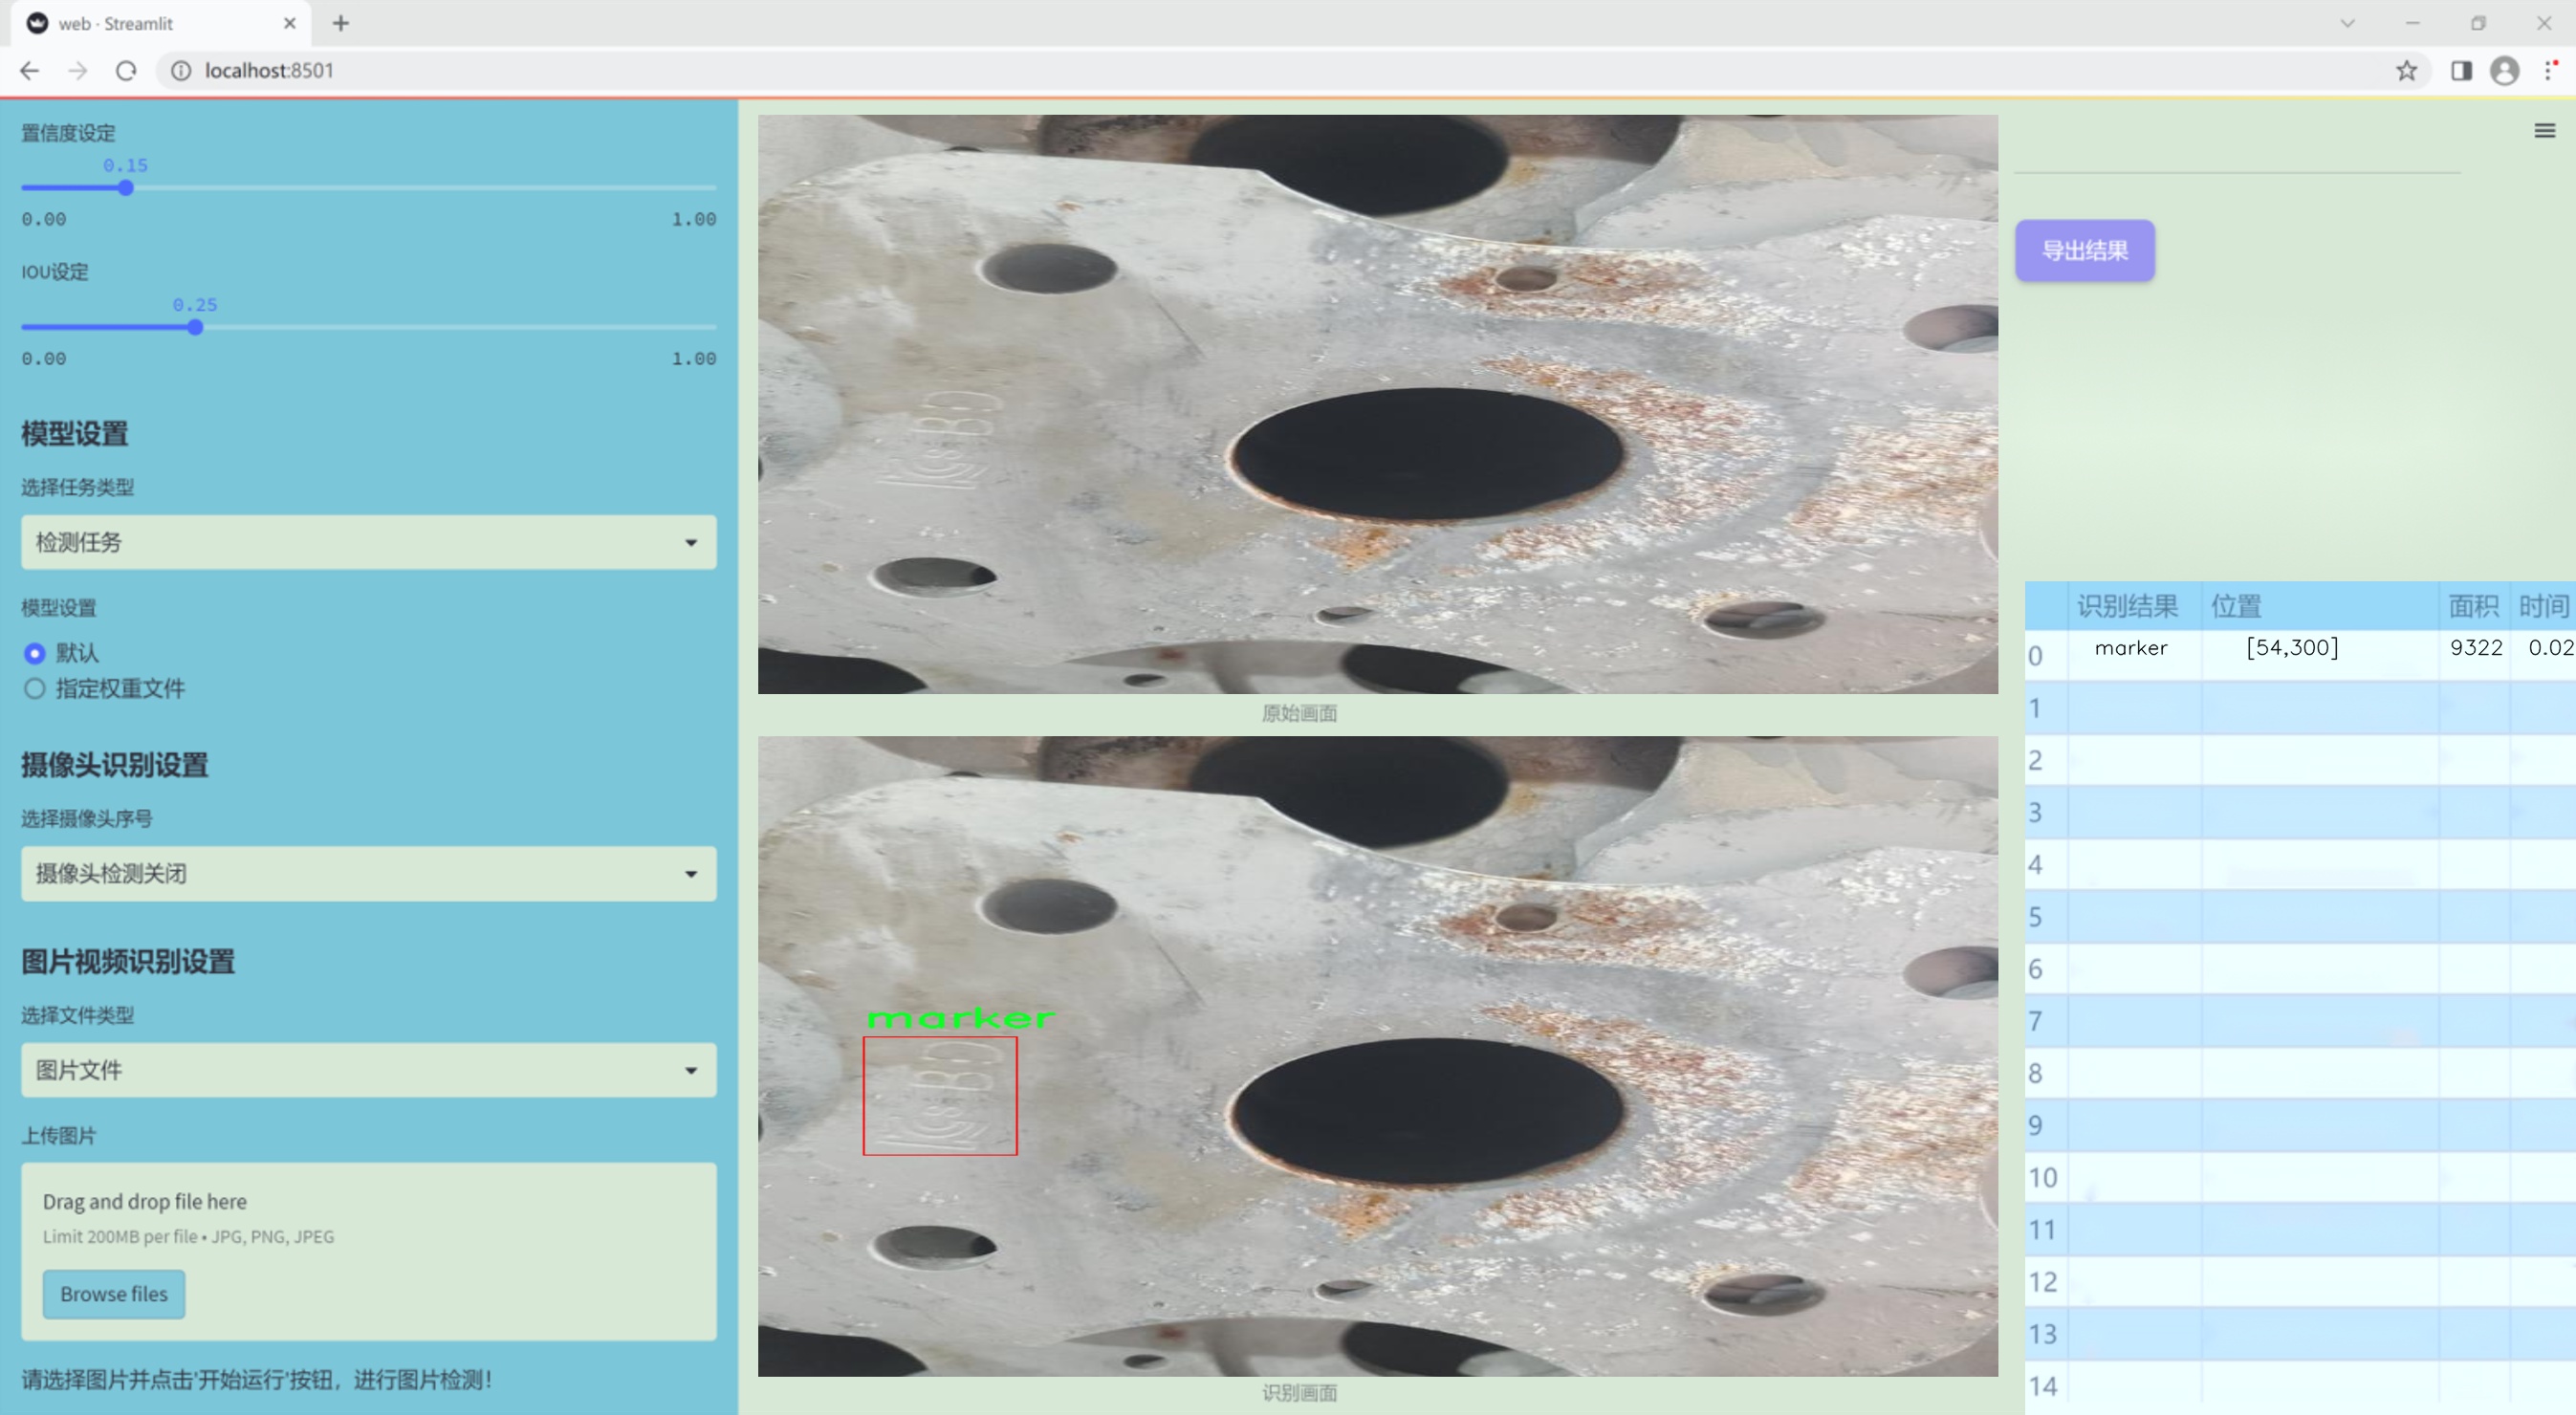 web · Streamlit
localhost:8501
置信度设定
0.15
0.00 1.00
IOU设定
0.25
0.00 1.00
模型设置
选择任务类型
检测任务
模型设置
默认
指定权重文件
摄像头识别设置
选择摄像头序号
摄像头检测关闭
图片视频识别设置
选择文件类型
图片文件
上传图片
Drag and drop file here
Limit 200MB per file • JPG, PNG, JPEG
Browse files
请选择图片并点击'开始运行'按钮，进行图片检测！
原始画面
marker
识别画面
导出结果
识别结果 位置 面积 时间
0 marker [54,300] 9322 0.02
1
2
3
4
5
6
7
8
9
10
11
12
13
14